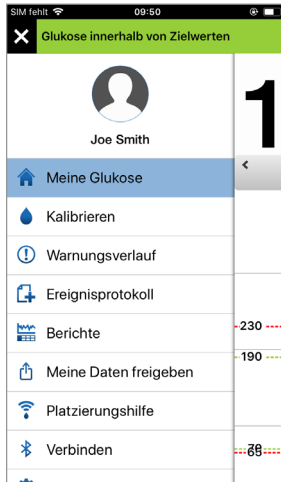 SIM fehlt 09:50
Glukose innerhalb von Zielwerten
Joe Smith
1
Meine Glukose
Kalibrieren
Warnungsverlauf
Ereignisprotokoll
Berichte
230
190
Meine Daten freigeben
Platzierungshilfe
Verbinden
70
65